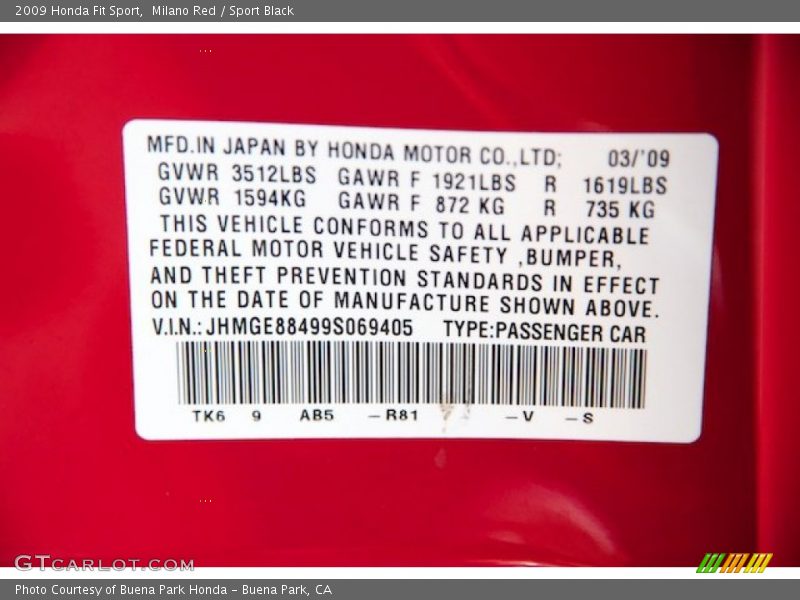 2009 Honda Fit Sport,  Milano Red / Sport Black
MFD.IN JAPAN BY HONDA MOTOR CO.,LTD; 03/'09
GVWR 3512LBS GAWR F 1921LBS R 1619LBS
GVWR 1594KG GAWR F 872 KG R 735 KG
THIS VEHICLE CONFORMS TO ALL APPLICABLE
FEDERAL MOTOR VEHICLE SAFETY ,BUMPER,
AND THEFT PREVENTION STANDARDS IN EFFECT
ON THE DATE OF MANUFACTURE SHOWN ABOVE.
V.I.N.: JHMGE88499S069405 TYPE:PASSENGER CAR
TK6 9 AB5 –R81 –V –S
GTCARLOT.COM
Photo Courtesy of Buena Park Honda – Buena Park, CA